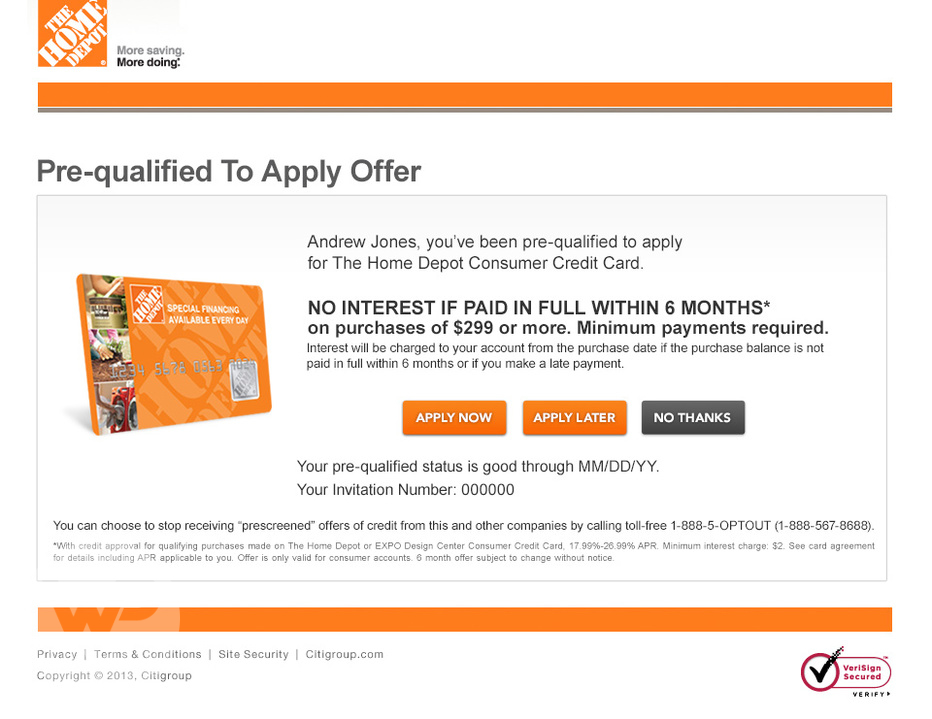 THE
HOME
DEPOT
More saving.
More doing.
Pre-qualified To Apply Offer
Andrew Jones, you’ve been pre-qualified to apply
for The Home Depot Consumer Credit Card.
THE
HOME
DEPOT
SPECIAL FINANCING
AVAILABLE EVERY DAY
NO INTEREST IF PAID IN FULL WITHIN 6 MONTHS*
on purchases of $299 or more. Minimum payments required.
Interest will be charged to your account from the purchase date if the purchase balance is not
paid in full within 6 months or if you make a late payment.
1234 5678
APPLY NOW
APPLY LATER
NO THANKS
Your pre-qualified status is good through MM/DD/YY.
Your Invitation Number: 000000
You can choose to stop receiving “prescreened” offers of credit from this and other companies by calling toll-free 1-888-5-OPTOUT (1-888-567-8688).
*With credit approval for qualifying purchases made on The Home Depot or EXPO Design Center Consumer Credit Card, 17.99%-26.99% APR. Minimum interest charge: $2. See card agreement
for details including APR applicable to you. Offer is only valid for consumer accounts. 6 month offer subject to change without notice.
Privacy | Terms & Conditions | Site Security | Citigroup.com
Copyright © 2013, Citigroup
VeriSign
Secured
™
VERIFY